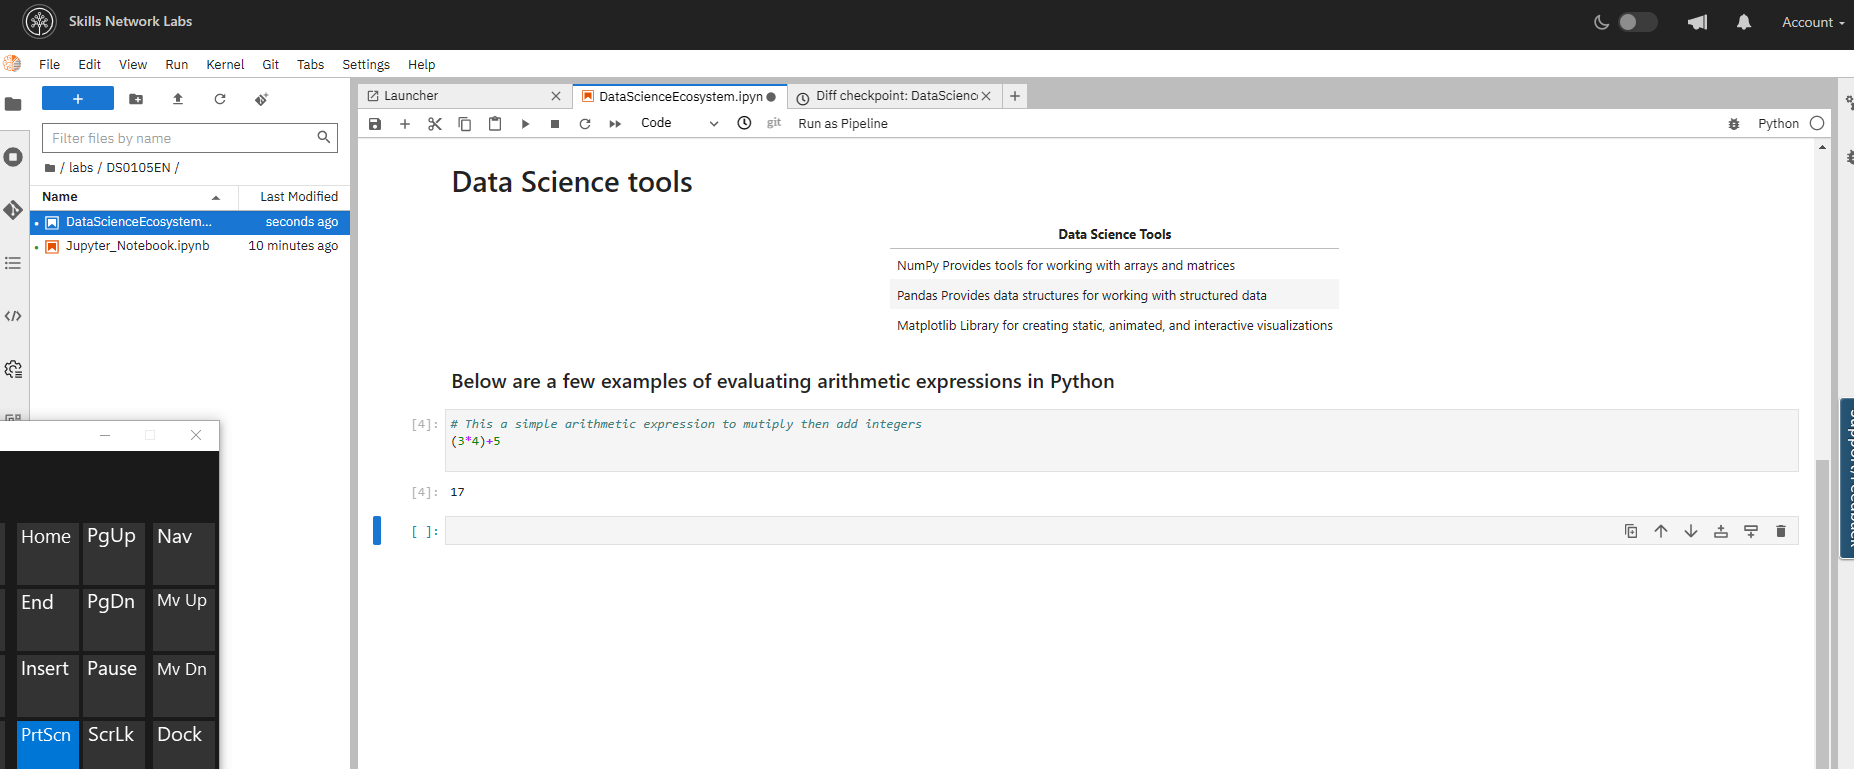 Skills Network Labs
Account
File Edit View Run Kernel Git Tabs Settings Help
Launcher
DataScienceEcosystem.ipyn
Diff checkpoint: DataScienc
Filter files by name
Code
git
Run as Pipeline
Python
/ labs / DS0105EN /
Name
Last Modified
DataScienceEcosystem...
seconds ago
Jupyter_Notebook.ipynb
10 minutes ago
Data Science tools
Data Science Tools
NumPy Provides tools for working with arrays and matrices
Pandas Provides data structures for working with structured data
Matplotlib Library for creating static, animated, and interactive visualizations
Below are a few examples of evaluating arithmetic expressions in Python
[4]: # This a simple arithmetic expression to mutiply then add integers
(3*4)+5
[4]: 17
[ ]:
Home PgUp Nav
End PgDn Mv Up
Insert Pause Mv Dn
PrtScn ScrLk Dock